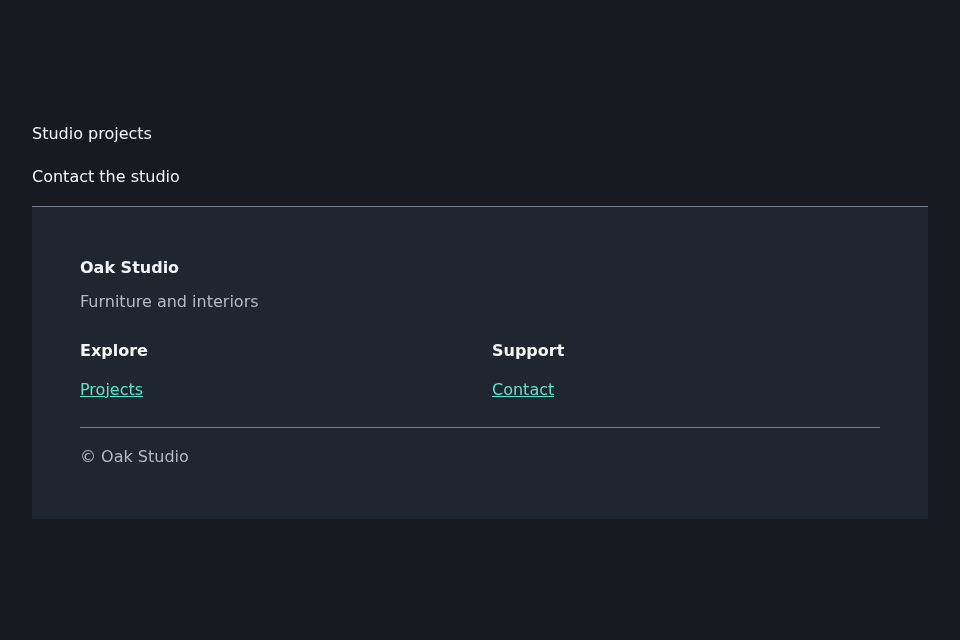 Studio projects
Contact the studio
Oak Studio
Furniture and interiors
Explore
Projects
Support
Contact
© Oak Studio